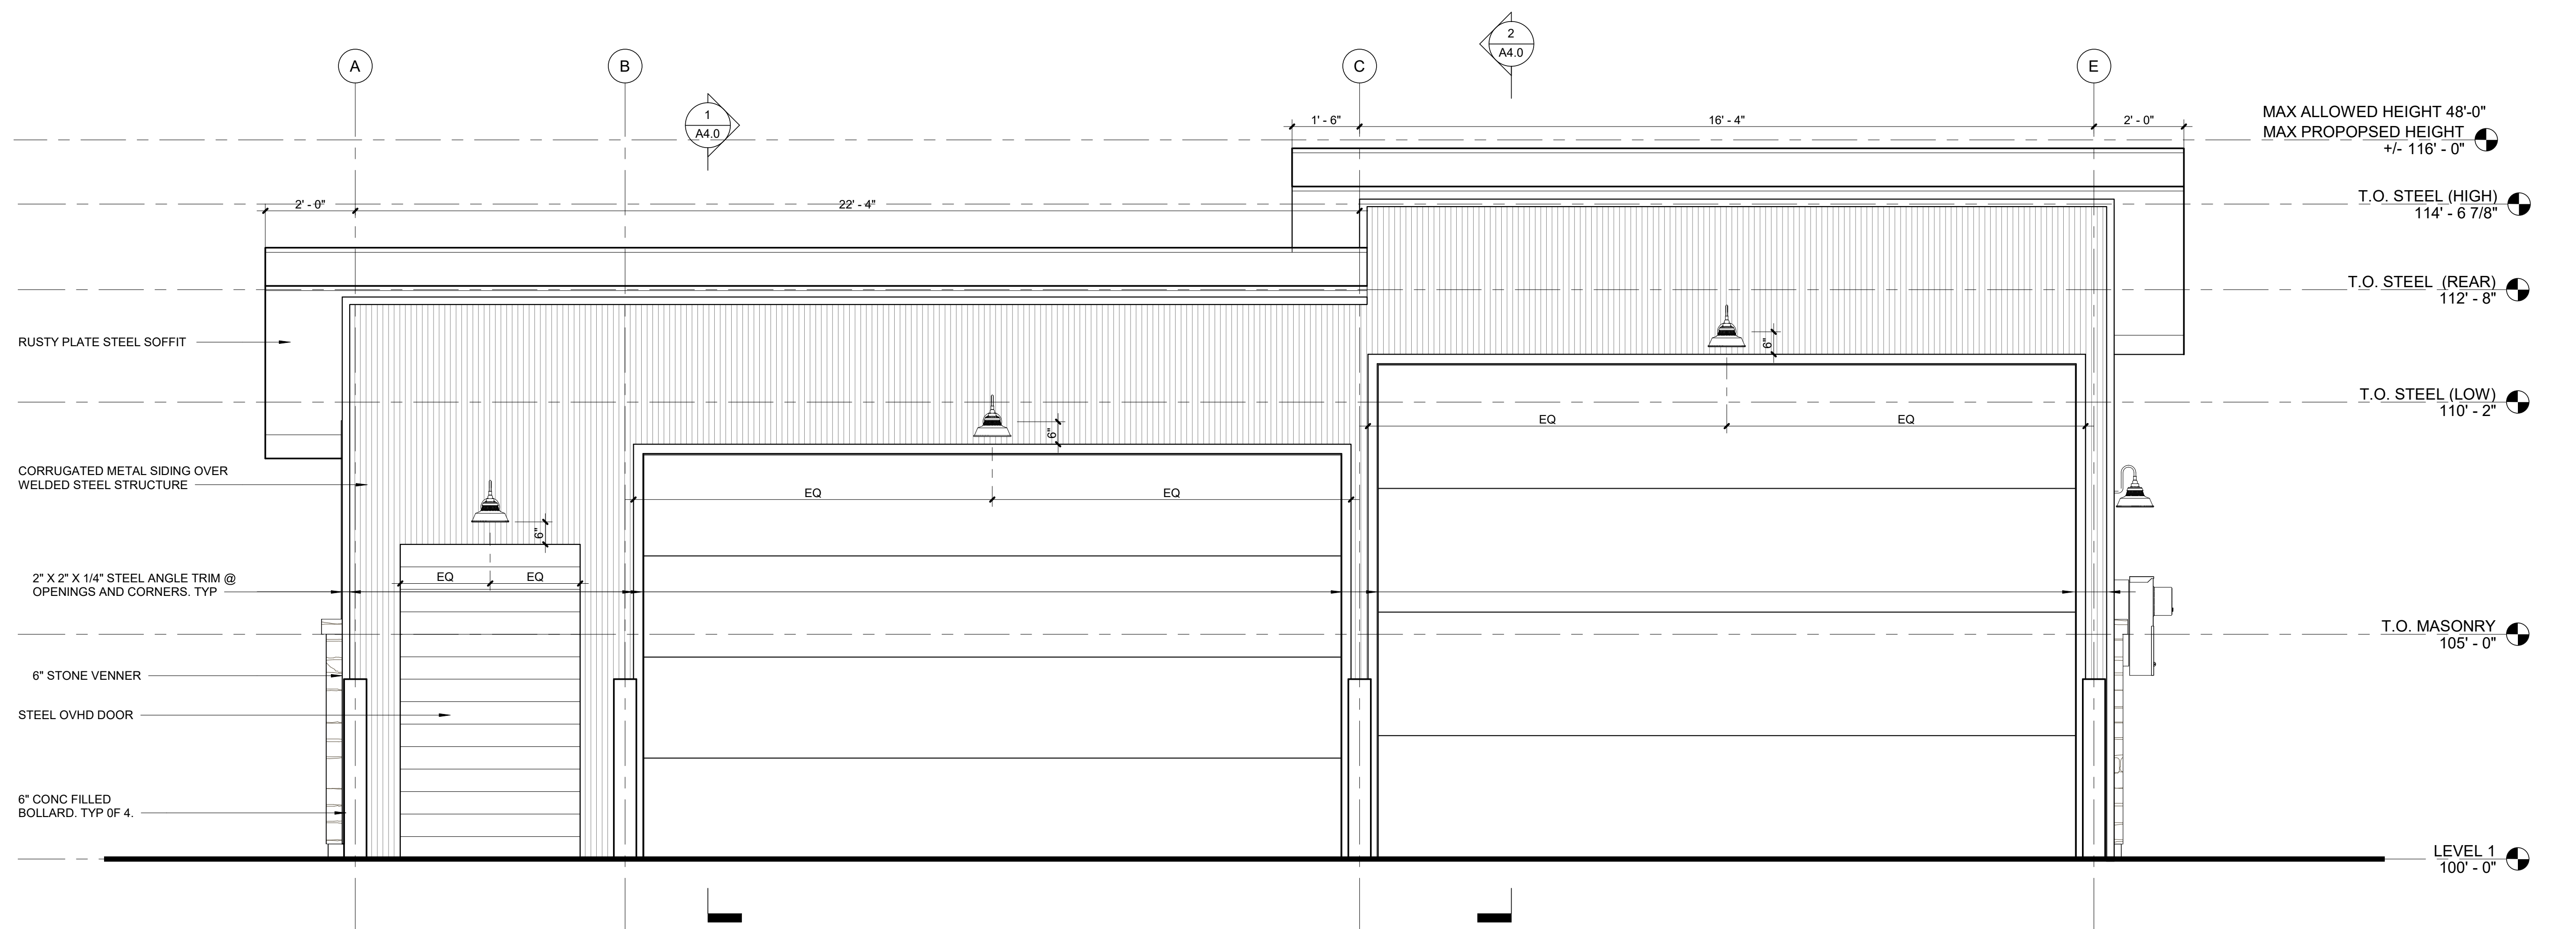 2
A4.0
A
B
C
E
1
A4.0
MAX ALLOWED HEIGHT 48'-0"
MAX PROPOPSED HEIGHT
+/- 116' - 0"
1' - 6"
16' - 4"
2' - 0"
T.O. STEEL (HIGH)
114' - 6 7/8"
2' - 0"
22' - 4"
T.O. STEEL (REAR)
112' - 8"
RUSTY PLATE STEEL SOFFIT
6"
T.O. STEEL (LOW)
110' - 2"
EQ
EQ
6"
CORRUGATED METAL SIDING OVER
WELDED STEEL STRUCTURE
EQ
EQ
6"
EQ
EQ
2" X 2" X 1/4" STEEL ANGLE TRIM @
OPENINGS AND CORNERS. TYP
T.O. MASONRY
105' - 0"
6" STONE VENNER
STEEL OVHD DOOR
6" CONC FILLED
BOLLARD. TYP 0F 4.
LEVEL 1
100' - 0"